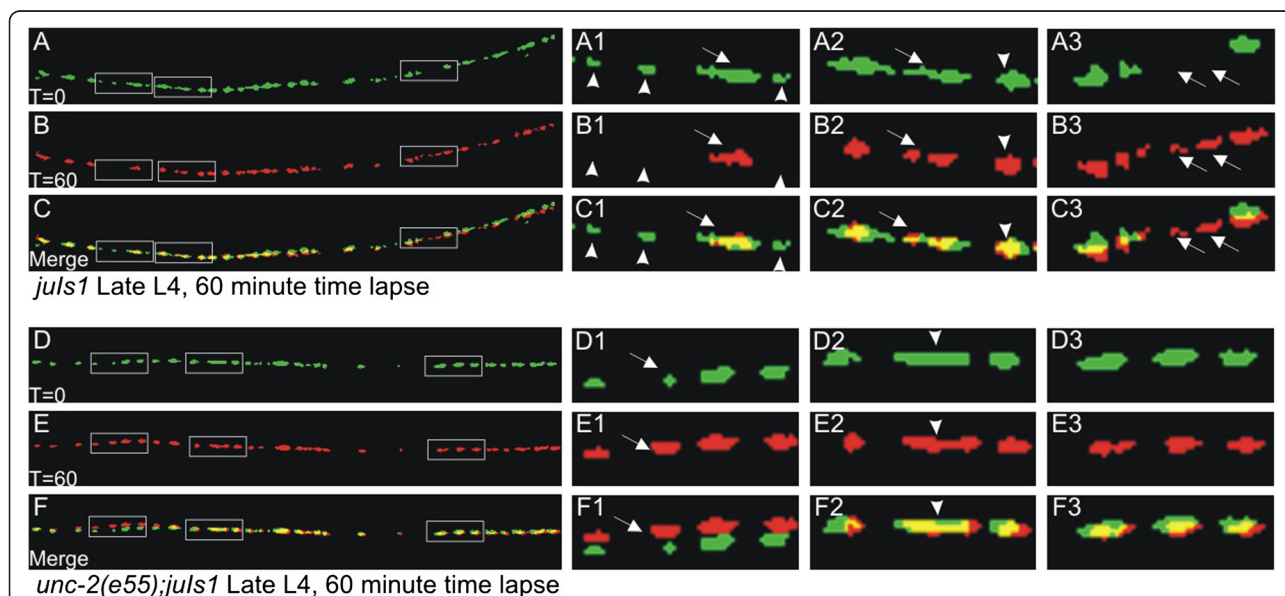 A A1 A2 A3
T=0
B B1 B2 B3
T=60
C C1 C2 C3
Merge
juIs1 Late L4, 60 minute time lapse
D D1 D2 D3
T=0
E E1 E2 E3
T=60
F F1 F2 F3
Merge
unc-2(e55);juIs1 Late L4, 60 minute time lapse